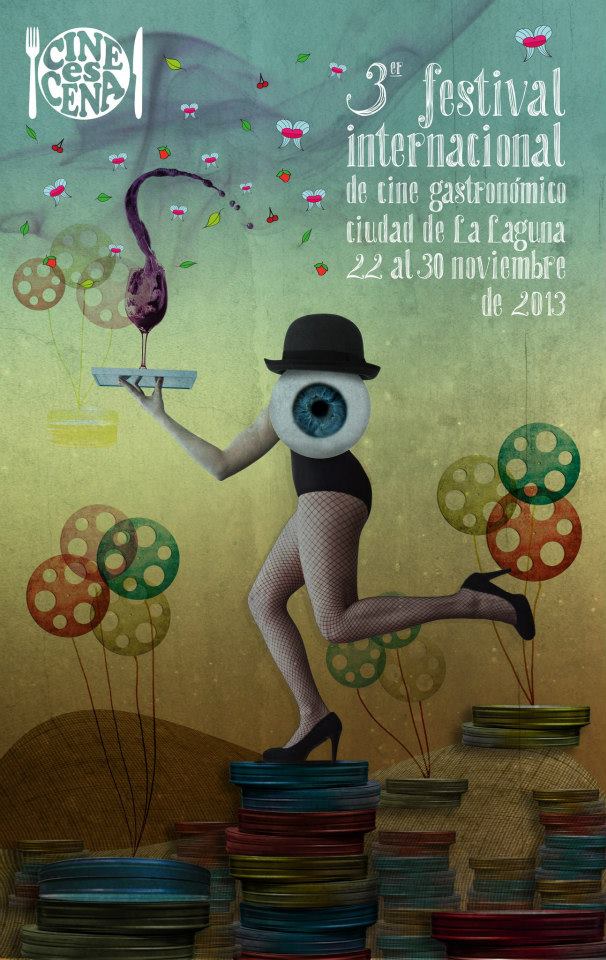 CINE
es
CENA
3er festival
internacional
de cine gastronómico
ciudad de La Laguna
22 al 30 noviembre
de 2013